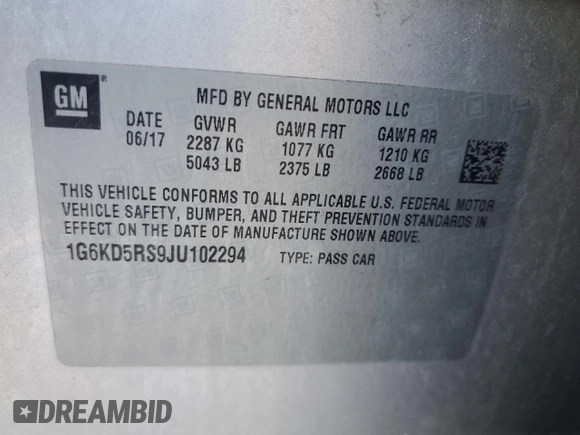 GM ®
MFD BY GENERAL MOTORS LLC
DATE GVWR GAWR FRT GAWR RR
06/17 2287 KG 1077 KG 1210 KG
5043 LB 2375 LB 2668 LB
THIS VEHICLE CONFORMS TO ALL APPLICABLE U.S. FEDERAL MOTOR
VEHICLE SAFETY, BUMPER, AND THEFT PREVENTION STANDARDS IN
EFFECT ON THE DATE OF MANUFACTURE SHOWN ABOVE.
1G6KD5RS9JU102294 TYPE: PASS CAR
DREAMBID